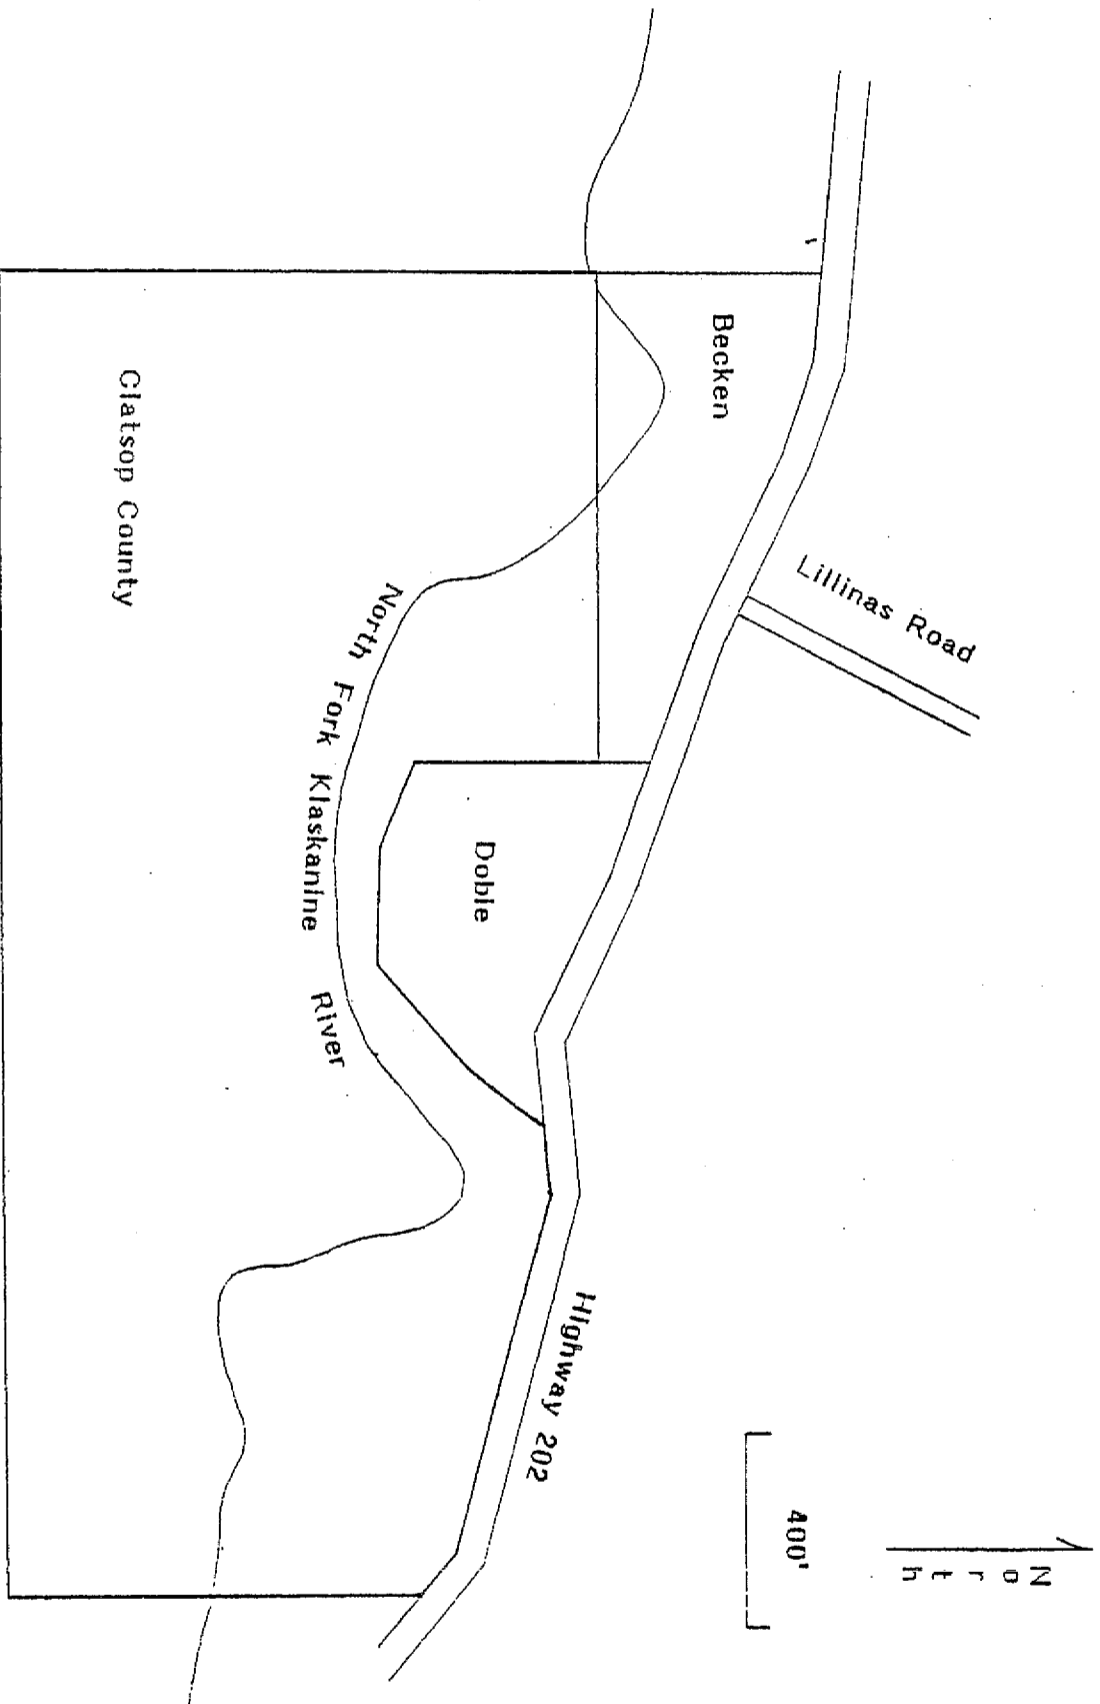 Lillinas Road
Becken
Highway 202
Doble
North Fork Klaskanine River
Clatsop County
400'
North